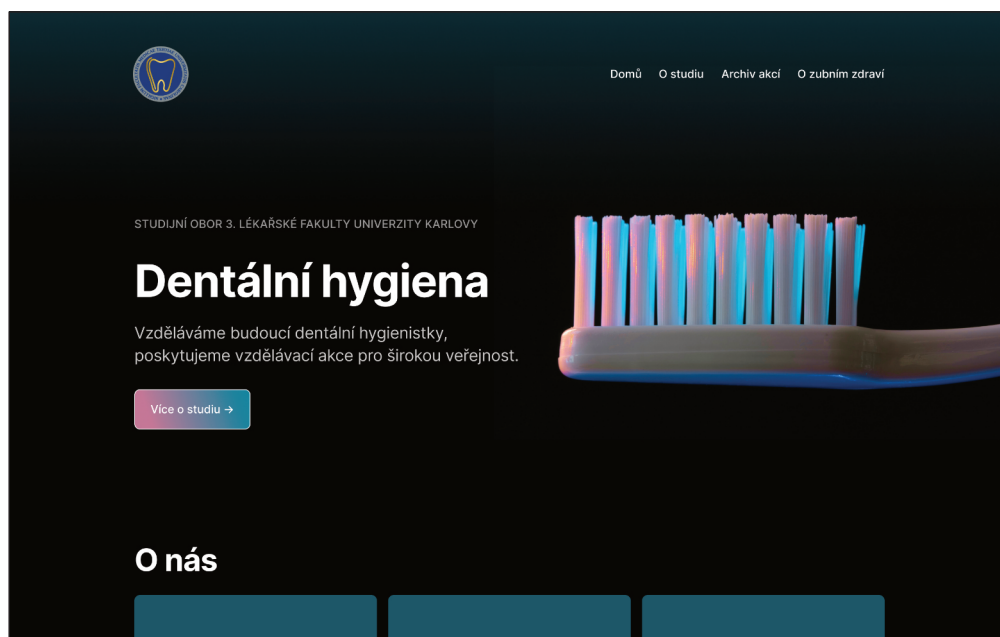 Domů O studiu Archiv akcí O zubním zdraví
STUDIJNÍ OBOR 3. LÉKAŘSKÉ FAKULTY UNIVERZITY KARLOVY
Dentální hygiena
Vzděláváme budoucí dentální hygienistky,
poskytujeme vzdělávací akce pro širokou veřejnost.
Více o studiu →
O nás